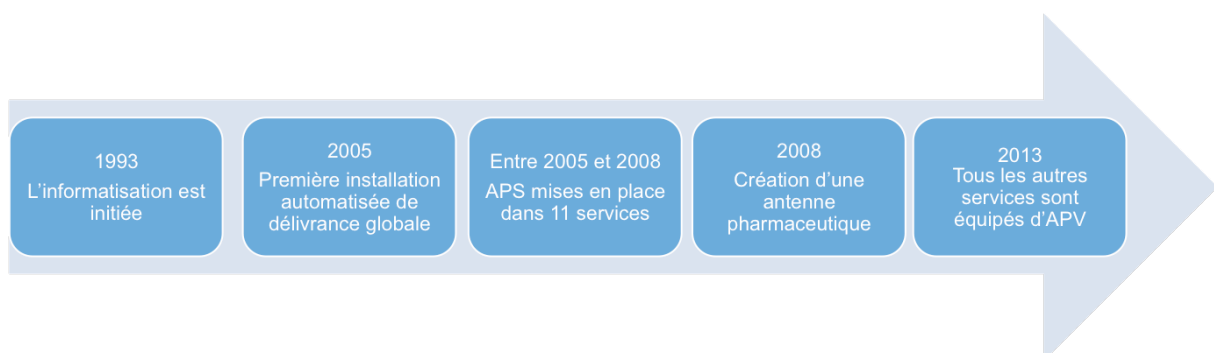 1993
L’informatisation est
initiée
2005
Première installation
automatisée de
délivrance globale
Entre 2005 et 2008
APS mises en place
dans 11 services
2008
Création d’une
antenne
pharmaceutique
2013
Tous les autres
services sont
équipés d’APV